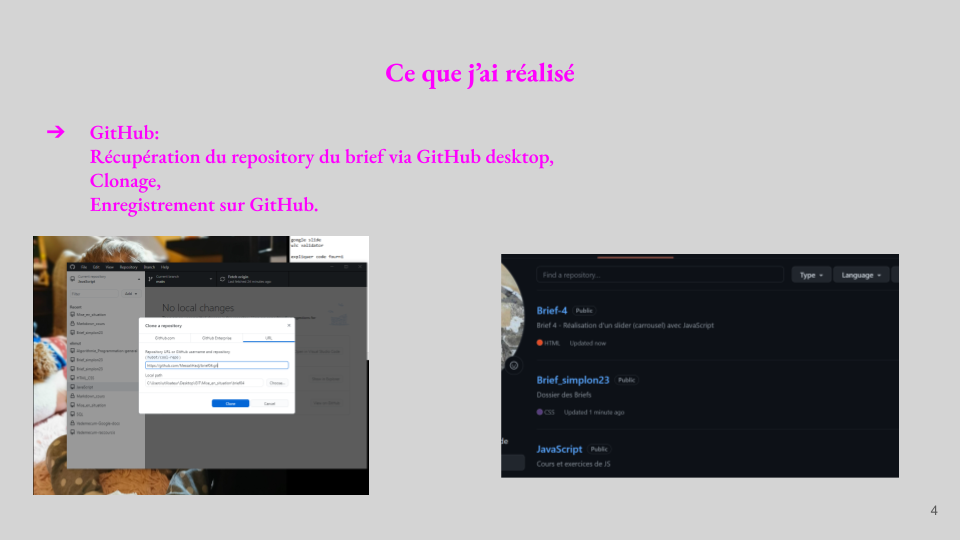 Ce que j'ai réalisé
➔ GitHub:
Récupération du repository du brief via GitHub desktop,
Clonage,
Enregistrement sur GitHub.
google slide
w3c validator
expliquer code fourni
File Edit View Repository Branch Help
Current repository
JavaScript
Current branch
main
Fetch origin
No local changes
Clone a repository
GitHub.com GitHub Enterprise URL
Repository URL or GitHub username and repository
Local path
Choose...
Clone Cancel
Find a repository...
Type Language
Brief-4 Public
Brief 4 - Réalisation d'un slider (carrousel) avec JavaScript
HTML Updated now
Brief_simplon23 Public
Dossier des Briefs
CSS Updated 1 minute ago
JavaScript Public
Cours et exercices de JS
4